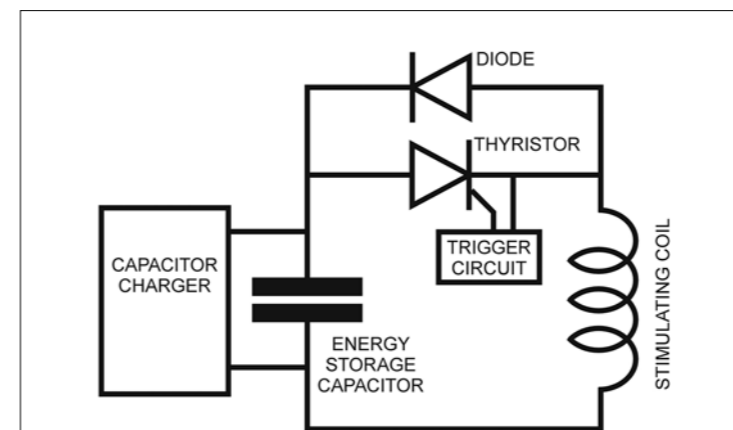 DIODE
THYRISTOR
TRIGGER
CIRCUIT
CAPACITOR
CHARGER
ENERGY
STORAGE
CAPACITOR
STIMULATING COIL